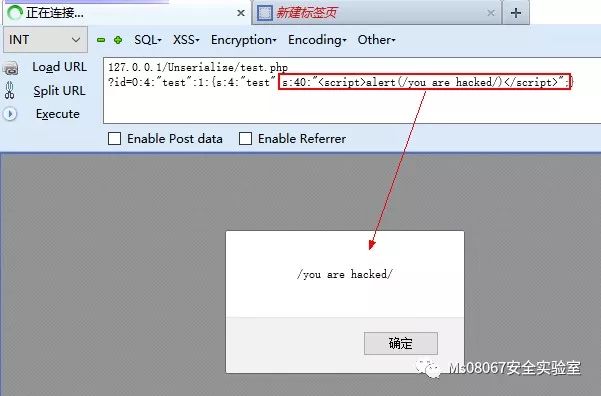 正在连接...
新建标签页
INT
SQL▾ XSS▾ Encryption▾ Encoding▾ Other▾
Load URL
Split URL
Execute
127.0.0.1/Unserialize/test.php
?id=O:4:"test":1:{s:4:"test";s:40:"<script>alert(/you are hacked/)</script>";}
Enable Post data
Enable Referrer
/you are hacked/
确定
Ms08067安全实验室